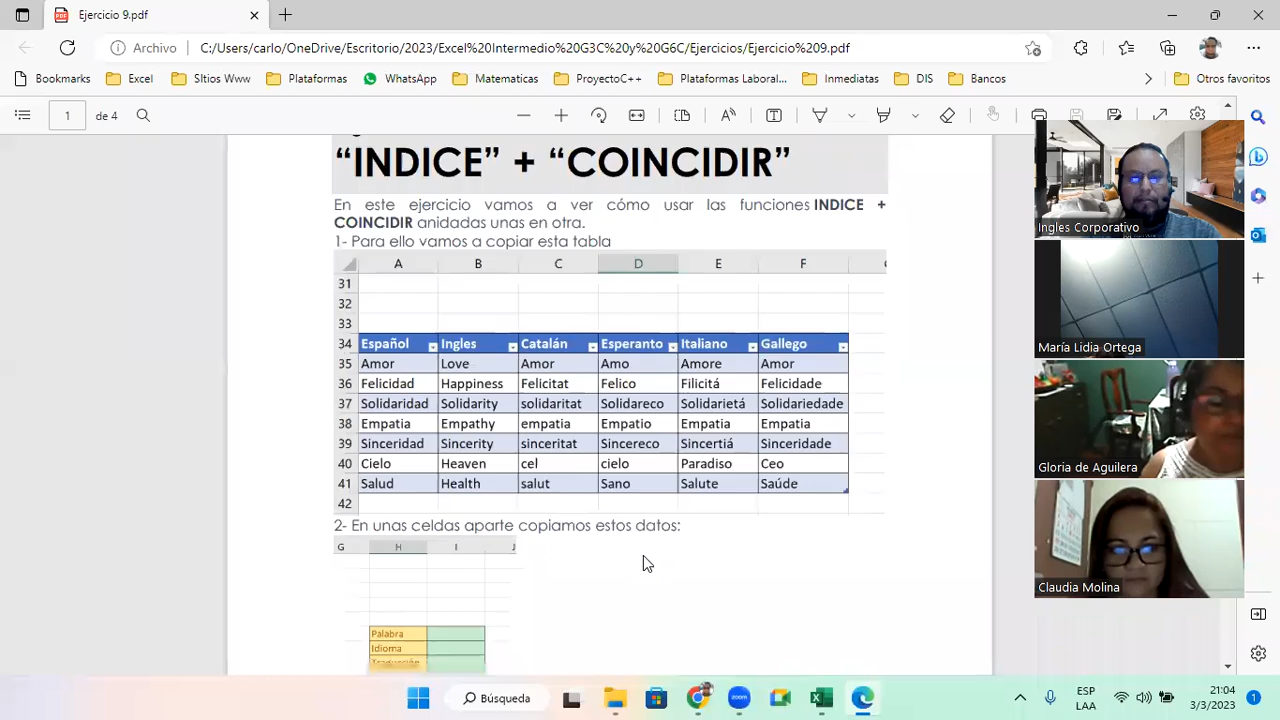 Ejercicio 9.pdf
Archivo
C:/Users/carlo/OneDrive/Escritorio/2023/Excel%20Intermedio%20G3C%20y%20G6C/Ejercicios/Ejercicio%209.pdf
Bookmarks Excel SItios Www Plataformas WhatsApp Matematicas ProyectoC++ Plataformas Laboral... Inmediatas DIS Bancos Otros favoritos
1 de 4
“INDICE” + “COINCIDIR”
En este ejercicio vamos a ver cómo usar las funciones INDICE +
COINCIDIR anidadas unas en otra.
1- Para ello vamos a copiar esta tabla
A B C D E F
31
32
33
34 Español Ingles Catalán Esperanto Italiano Gallego
35 Amor Love Amor Amo Amore Amor
36 Felicidad Happiness Felicitat Felico Filicitá Felicidade
37 Solidaridad Solidarity solidaritat Solidareco Solidarietá Solidariedade
38 Empatia Empathy empatia Empatio Empatia Empatia
39 Sinceridad Sincerity sinceritat Sincereco Sincertiá Sinceridade
40 Cielo Heaven cel cielo Paradiso Ceo
41 Salud Health salut Sano Salute Saúde
42
2- En unas celdas aparte copiamos estos datos:
G H I J
Palabra
Idioma
Traducción
Ingles Corporativo
María Lidia Ortega
Gloria de Aguilera
Claudia Molina
Búsqueda
ESP
LAA
21:04
3/3/2023
1